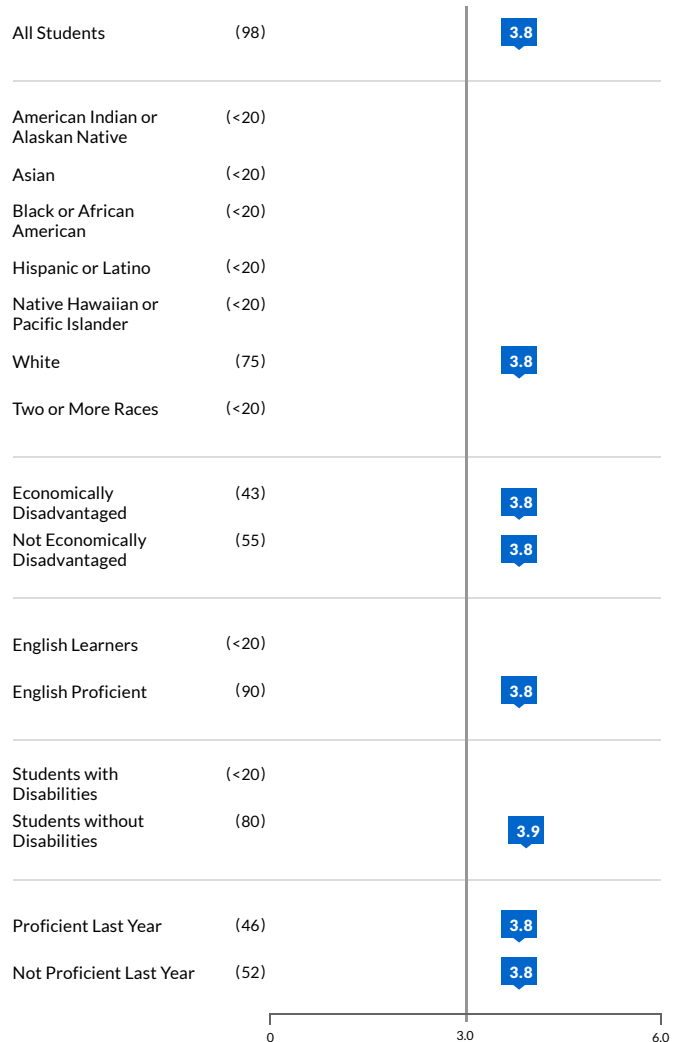 All Students (98) 3.8
American Indian or (<20)
Alaskan Native
Asian (<20)
Black or African (<20)
American
Hispanic or Latino (<20)
Native Hawaiian or (<20)
Pacific Islander
White (75) 3.8
Two or More Races (<20)
Economically (43) 3.8
Disadvantaged
Not Economically (55) 3.8
Disadvantaged
English Learners (<20)
English Proficient (90) 3.8
Students with (<20)
Disabilities
Students without (80) 3.9
Disabilities
Proficient Last Year (46) 3.8
Not Proficient Last Year (52) 3.8
0 3.0 6.0